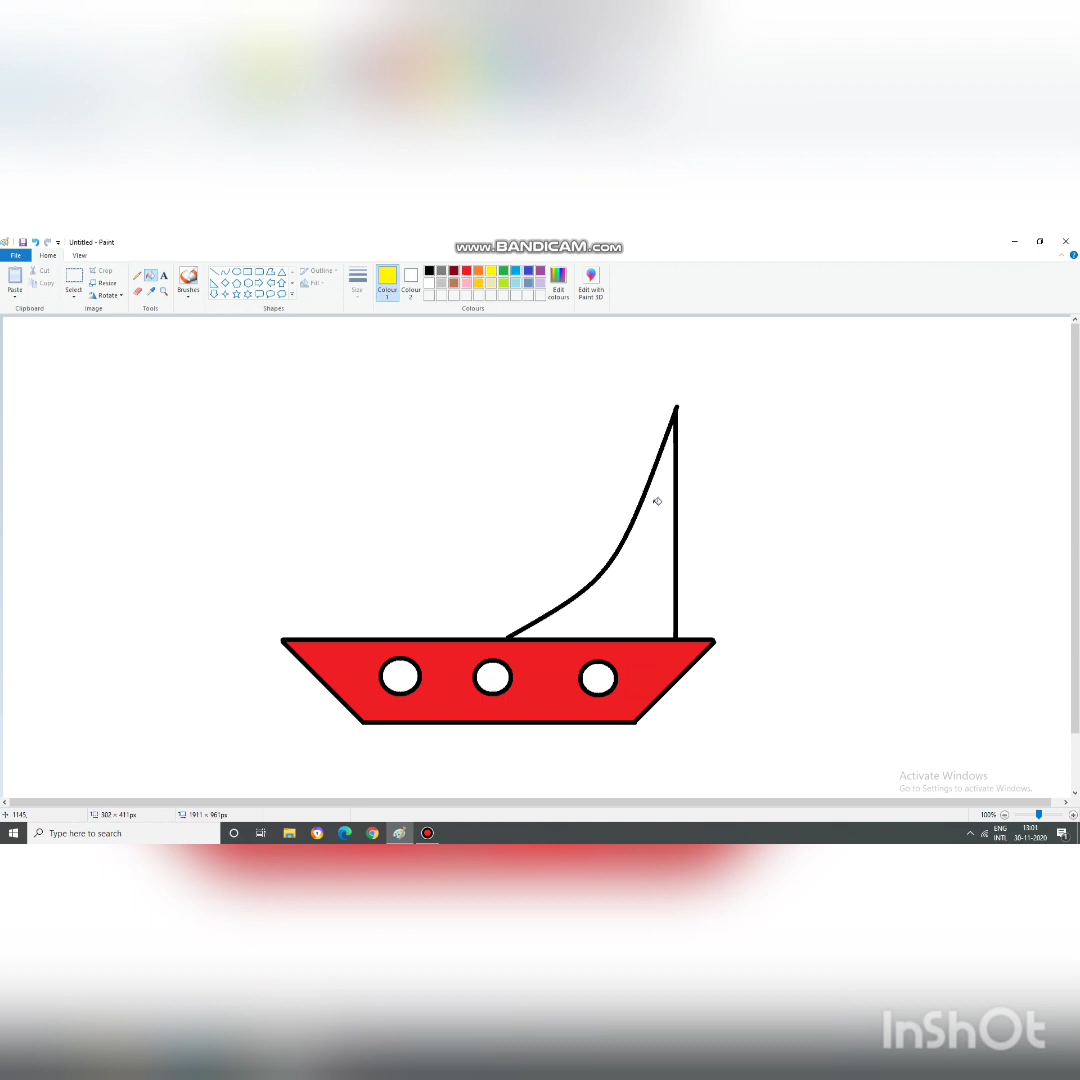 Untitled - Paint
www.BANDICAM.com
File Home View
Paste
Cut
Copy
Clipboard
Select
Crop
Resize
Rotate
Image
A
Tools
Brushes
Shapes
Outline
Fill
Size
Colour 1
Colour 2
Edit colours
Colours
Edit with Paint 3D
Activate Windows
Go to Settings to activate Windows.
1145,
302 × 411px
1911 × 961px
100%
Type here to search
ENG
INTL
13:01
30-11-2020
InShOt